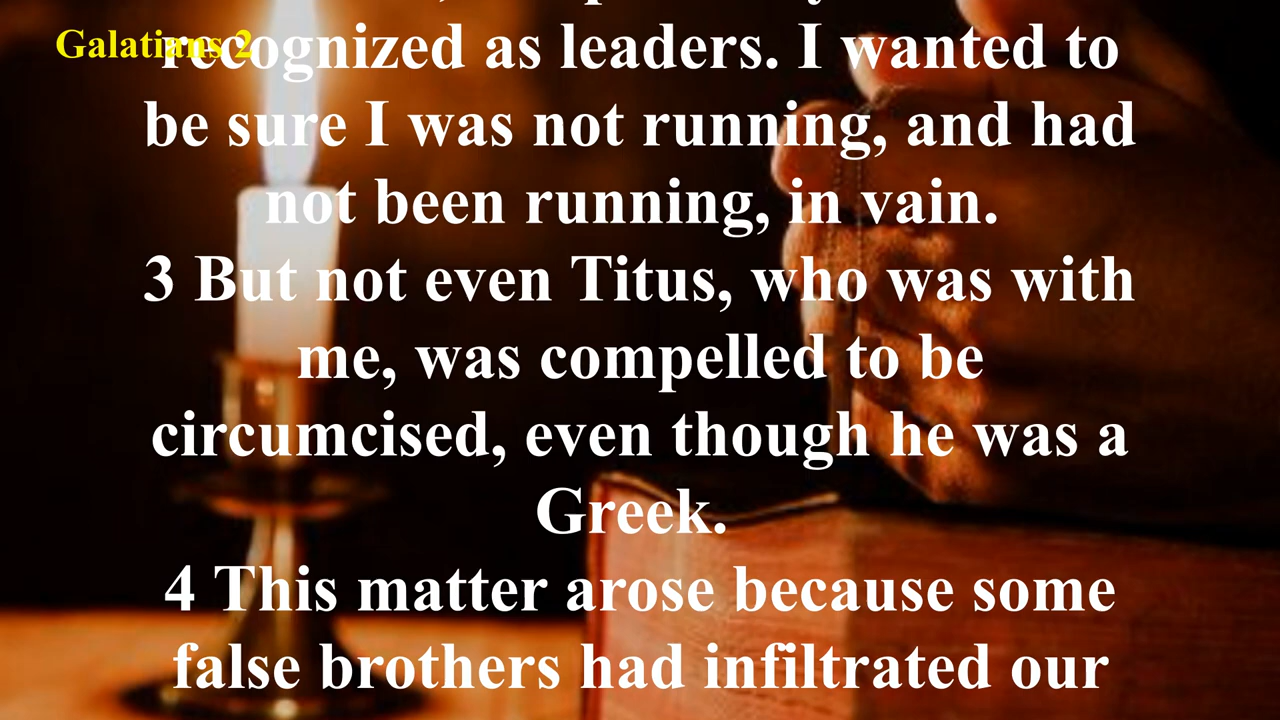 Galatians 2
recognized as leaders. I wanted to
be sure I was not running, and had
not been running, in vain.
3 But not even Titus, who was with
me, was compelled to be
circumcised, even though he was a
Greek.
4 This matter arose because some
false brothers had infiltrated our